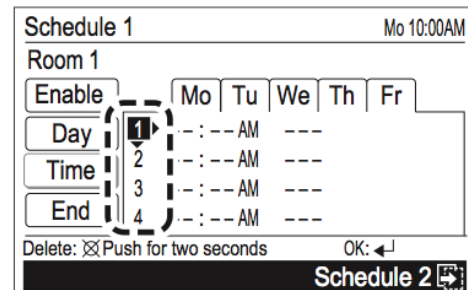 Schedule 1 Mo 10:00AM
Room 1
Enable Mo Tu We Th Fr
Day 1 - - : - - AM - - -
Time 2 - - : - - AM - - -
3 - - : - - AM - - -
End 4 - - : - - AM - - -
Delete: Push for two seconds OK:
Schedule 2